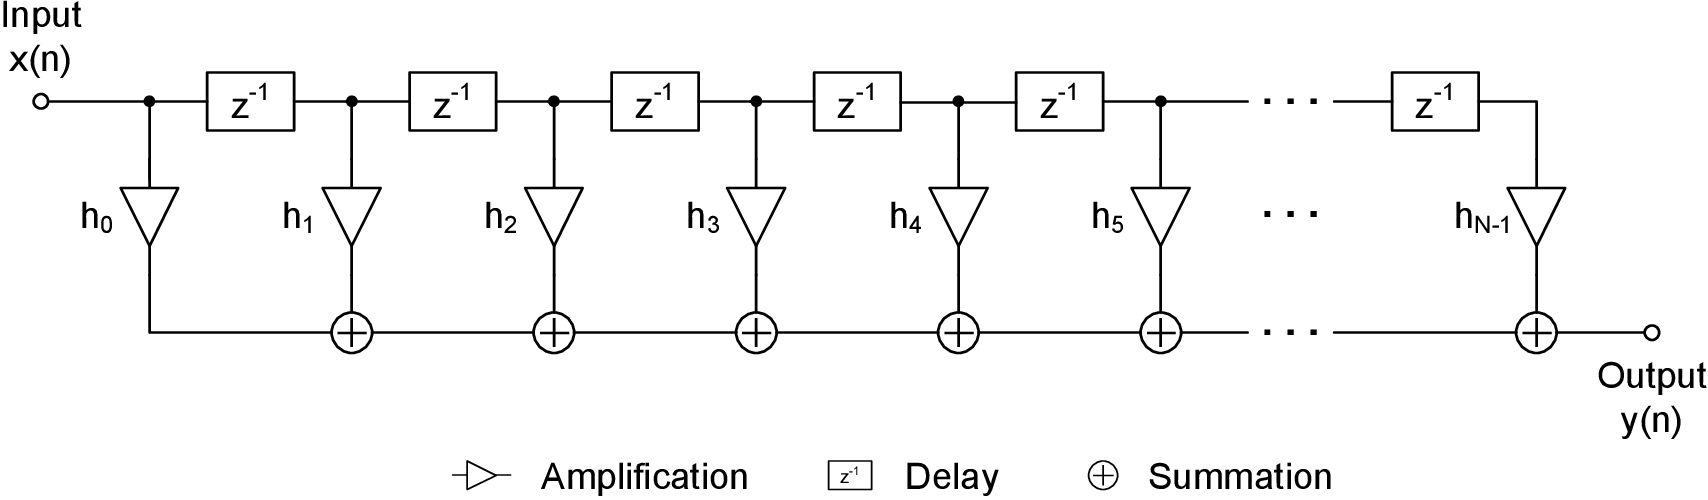 Input
x(n)
z⁻¹ z⁻¹ z⁻¹ z⁻¹ z⁻¹ · · · z⁻¹
h₀ h₁ h₂ h₃ h₄ h₅ · · · hN-1
· · ·
Output
y(n)
Amplification z⁻¹ Delay Summation